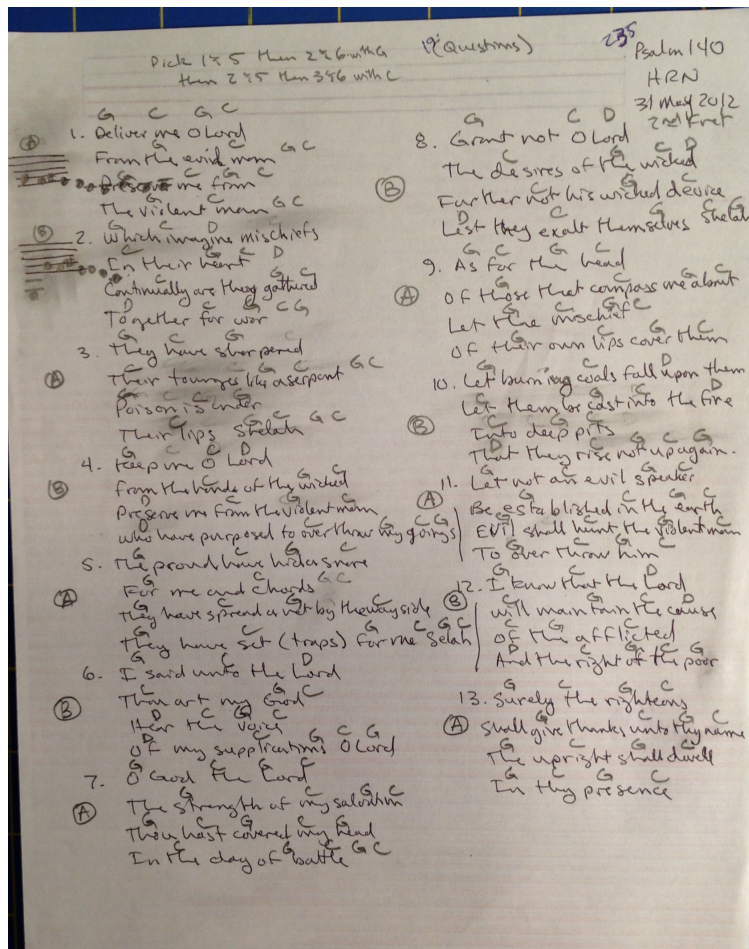 Pick 1&5 then 2&6 with G
then 2&5 then 3&6 with C
19 (Questions)
235
Psalm 140
HRN
31 May 2012
2nd Fret
G C G C
A
1. Deliver me O Lord
G C G C
From the evil man
C G C
Preserve me from
G C G C
The violent man
B
G C D
2. Which imagine mischiefs
C G C D
In their heart
C G C
Continually are they gathered
D C G C G
Together for war
G C G
3. They have sharpened
A
C G C
Their tounges like a serpent
G C G
Poison is under
C G C G C
Their lips Shelah
G C D
4. Keep me O Lord
B
C G C
From the hands of the wicked
D C G
Preserve me from the violent man
D C G C G
who have purposed to overthrow my goings
G C G C
5. The proud have hid a snare
A
G C G C
For me and chords
G C G C
They have spread a net by the wayside
G C G C G C
They have set (traps) for me Selah
G C D
6. I said unto the Lord
B
C G C
Thou art my God
D C G C
Hear the voice
D C G C G
Of my supplications O Lord
G C G C
7. O God the Lord
A
G C G C
The strength of my salvation
G C G C G
Thou hast covered my head
G C G C
In the day of battle
G C D
8. Grant not O Lord
C G C D
The desires of the wicked
B
C G C
Further not his wicked device
D C G C
Lest they exalt themselves Shelah
G C G C
9. As for the head
A
G C G C
Of those that compass me about
G C G C
Let the mischief
G C G C
Of their own lips cover them
G C D
10. Let burning coals fall upon them
C G C D
Let them be cast into the fire
B
C G C
Into deep pits
D C G C G
That they rise not up again.
G C G C
11. Let not an evil speaker
A
G C G C
Be established in the earth
G C G C
Evil shall hunt the violent man
G C G C
To over throw him
G C D
12. I know that the Lord
B
C G C
will maintain the cause
C G C
Of the afflicted
D C G C G
And the right of the poor
G C G C
13. Surely the righteous
A
G C G C
Shall give thanks unto thy name
G C G C
The upright shall dwell
G C G C
In thy presence